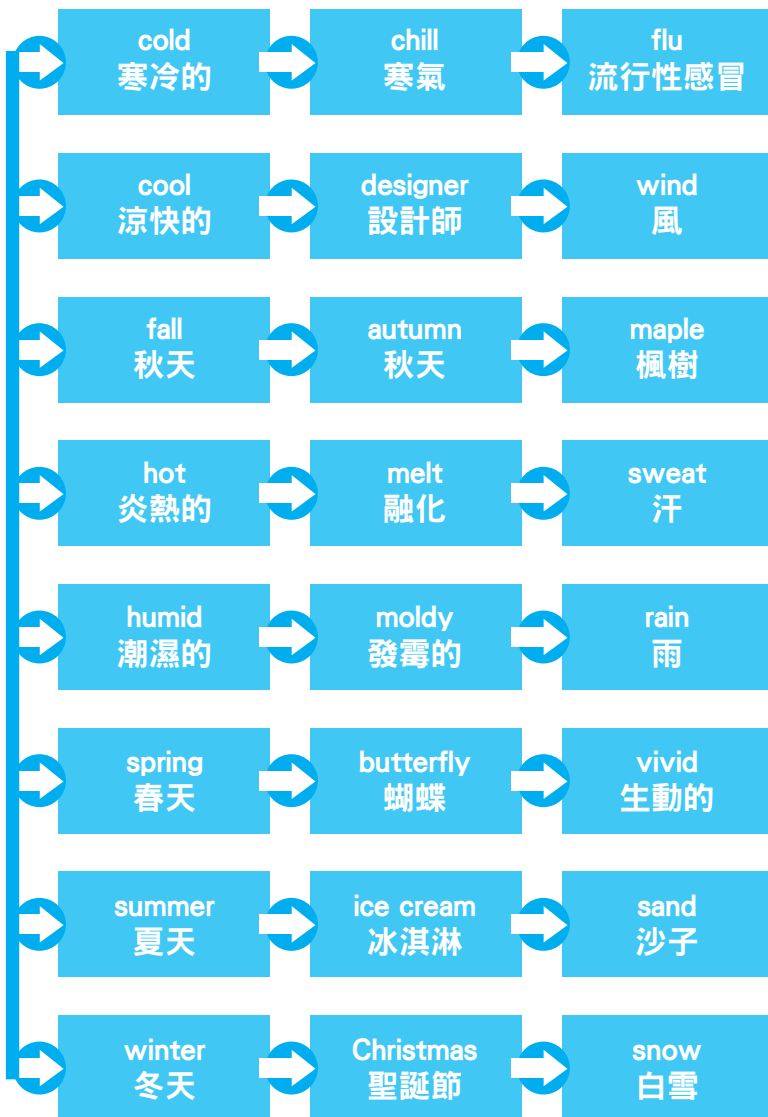 cold
寒冷的
chill
寒氣
flu
流行性感冒
cool
涼快的
designer
設計師
wind
風
fall
秋天
autumn
秋天
maple
楓樹
hot
炎熱的
melt
融化
sweat
汗
humid
潮濕的
moldy
發霉的
rain
雨
spring
春天
butterfly
蝴蝶
vivid
生動的
summer
夏天
ice cream
冰淇淋
sand
沙子
winter
冬天
Christmas
聖誕節
snow
白雪